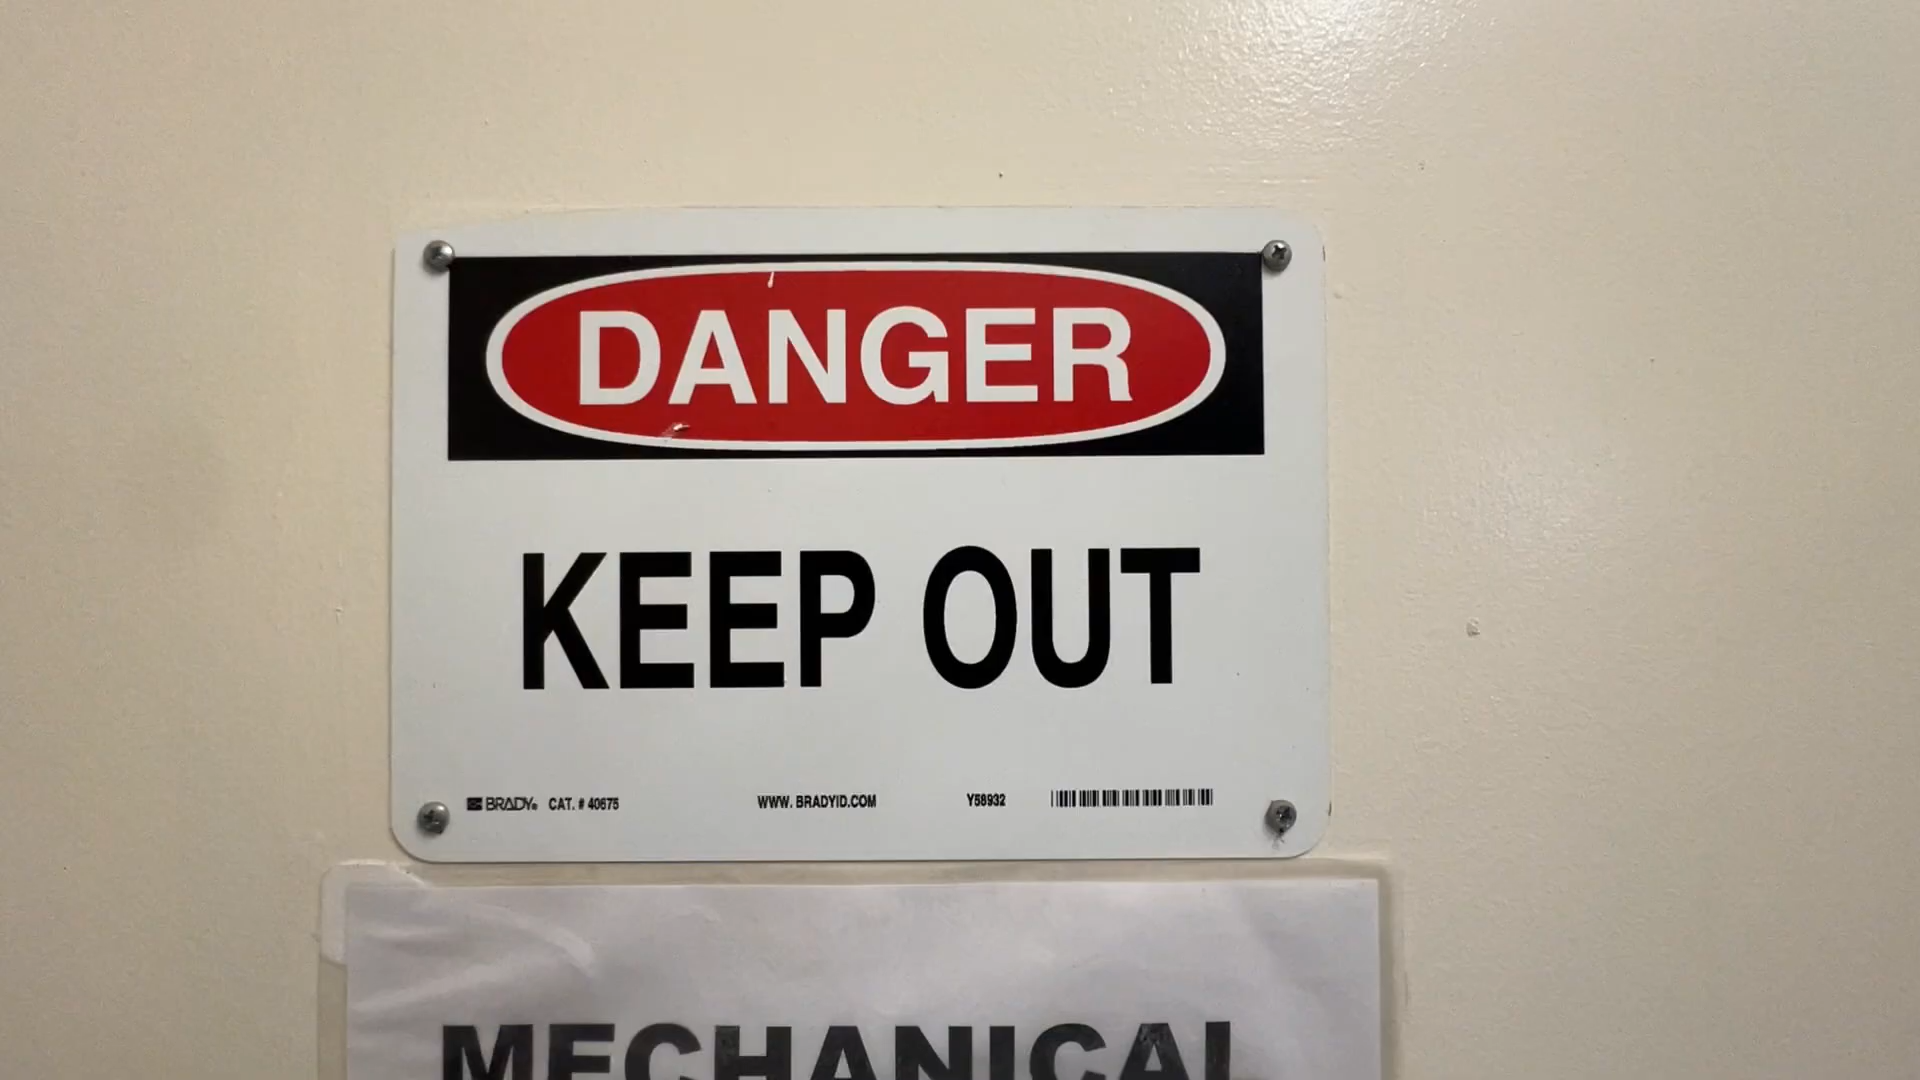 DANGER
KEEP OUT
BRADY® CAT. # 40675 WWW. BRADYID.COM Y58932
MECHANICAL